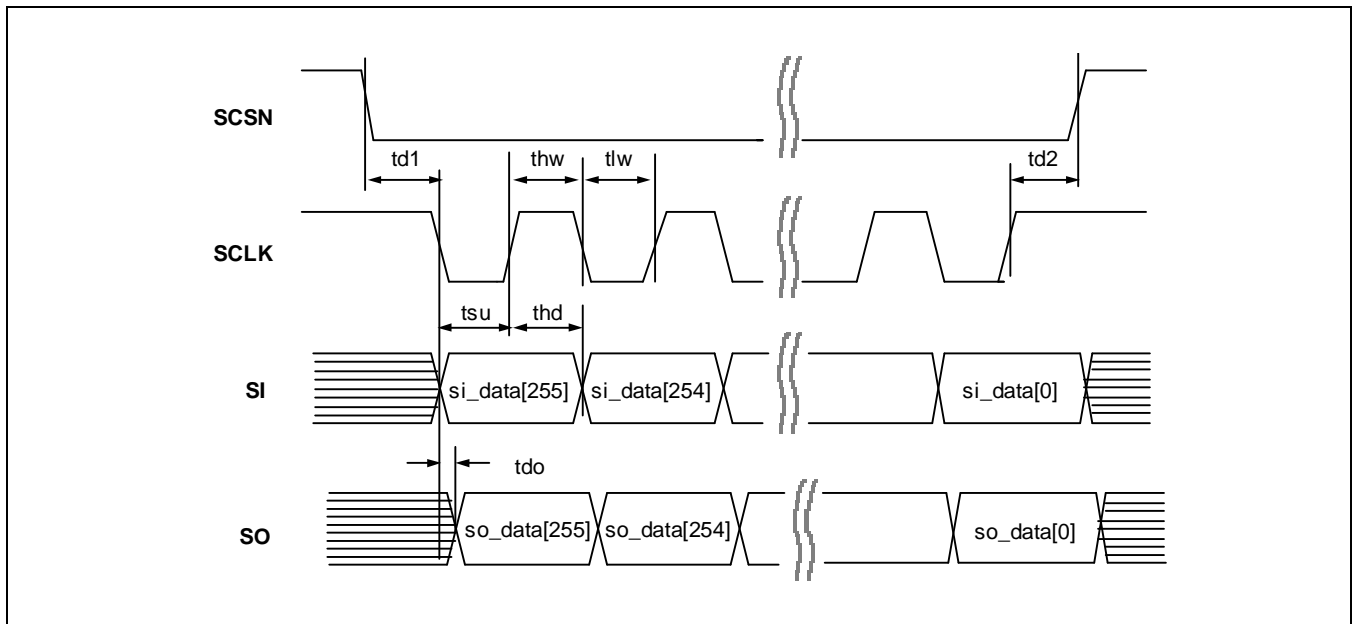 SCSN
td1
thw
tlw
td2
SCLK
tsu
thd
SI
si_data[255]
si_data[254]
si_data[0]
tdo
SO
so_data[255]
so_data[254]
so_data[0]